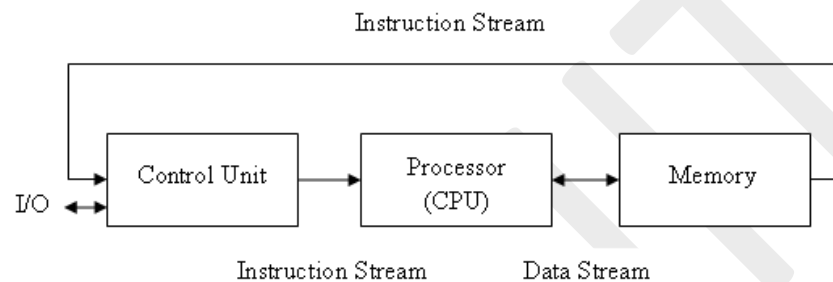 Instruction Stream
Control Unit
Processor
(CPU)
Memory
I/O
Instruction Stream
Data Stream